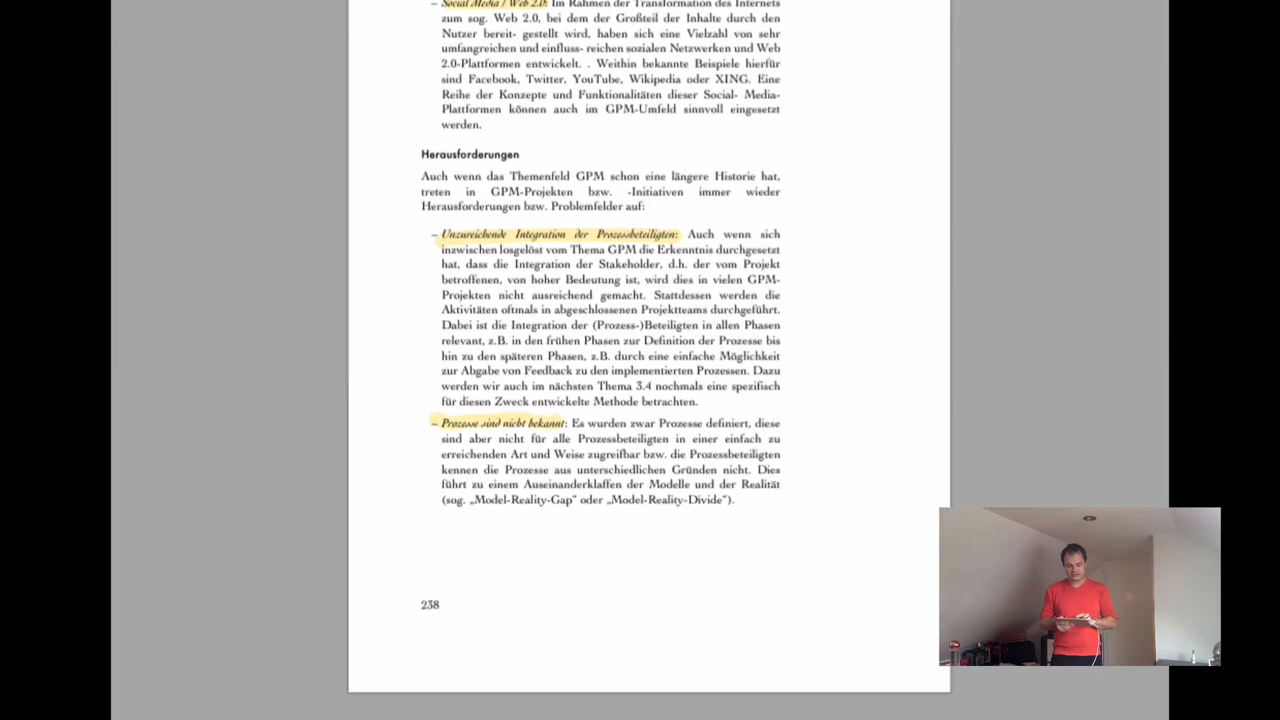 – Social Media / Web 2.0: Im Rahmen der Transformation des Internets
zum sog. Web 2.0, bei dem der Großteil der Inhalte durch den
Nutzer bereit- gestellt wird, haben sich eine Vielzahl von sehr
umfangreichen und einfluss- reichen sozialen Netzwerken und Web
2.0-Plattformen entwickelt. . Weithin bekannte Beispiele hierfür
sind Facebook, Twitter, YouTube, Wikipedia oder XING. Eine
Reihe der Konzepte und Funktionalitäten dieser Social- Media-
Plattformen können auch im GPM-Umfeld sinnvoll eingesetzt
werden.
Herausforderungen
Auch wenn das Themenfeld GPM schon eine längere Historie hat,
treten in GPM-Projekten bzw. -Initiativen immer wieder
Herausforderungen bzw. Problemfelder auf:
– Unzureichende Integration der Prozessbeteiligten: Auch wenn sich
inzwischen losgelöst vom Thema GPM die Erkenntnis durchgesetzt
hat, dass die Integration der Stakeholder, d.h. der vom Projekt
betroffenen, von hoher Bedeutung ist, wird dies in vielen GPM-
Projekten nicht ausreichend gemacht. Stattdessen werden die
Aktivitäten oftmals in abgeschlossenen Projektteams durchgeführt.
Dabei ist die Integration der (Prozess-)Beteiligten in allen Phasen
relevant, z.B. in den frühen Phasen zur Definition der Prozesse bis
hin zu den späteren Phasen, z.B. durch eine einfache Möglichkeit
zur Abgabe von Feedback zu den implementierten Prozessen. Dazu
werden wir auch im nächsten Thema 3.4 nochmals eine spezifisch
für diesen Zweck entwickelte Methode betrachten.
– Prozesse sind nicht bekannt: Es wurden zwar Prozesse definiert, diese
sind aber nicht für alle Prozessbeteiligten in einer einfach zu
erreichenden Art und Weise zugreifbar bzw. die Prozessbeteiligten
kennen die Prozesse aus unterschiedlichen Gründen nicht. Dies
führt zu einem Auseinanderklaffen der Modelle und der Realität
(sog. „Model-Reality-Gap“ oder „Model-Reality-Divide“).
238